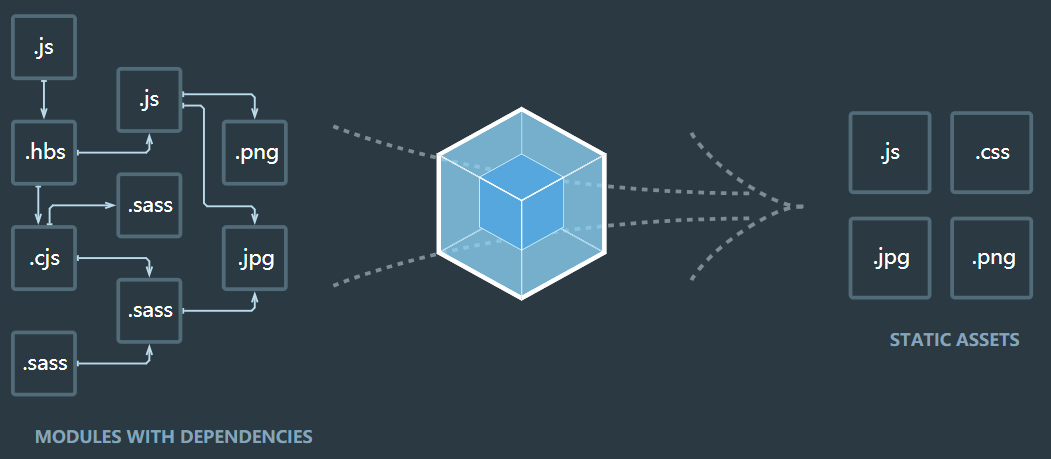 .js
.js
.hbs
.png
.sass
.cjs
.jpg
.sass
.sass
MODULES WITH DEPENDENCIES
.js
.css
.jpg
.png
STATIC ASSETS